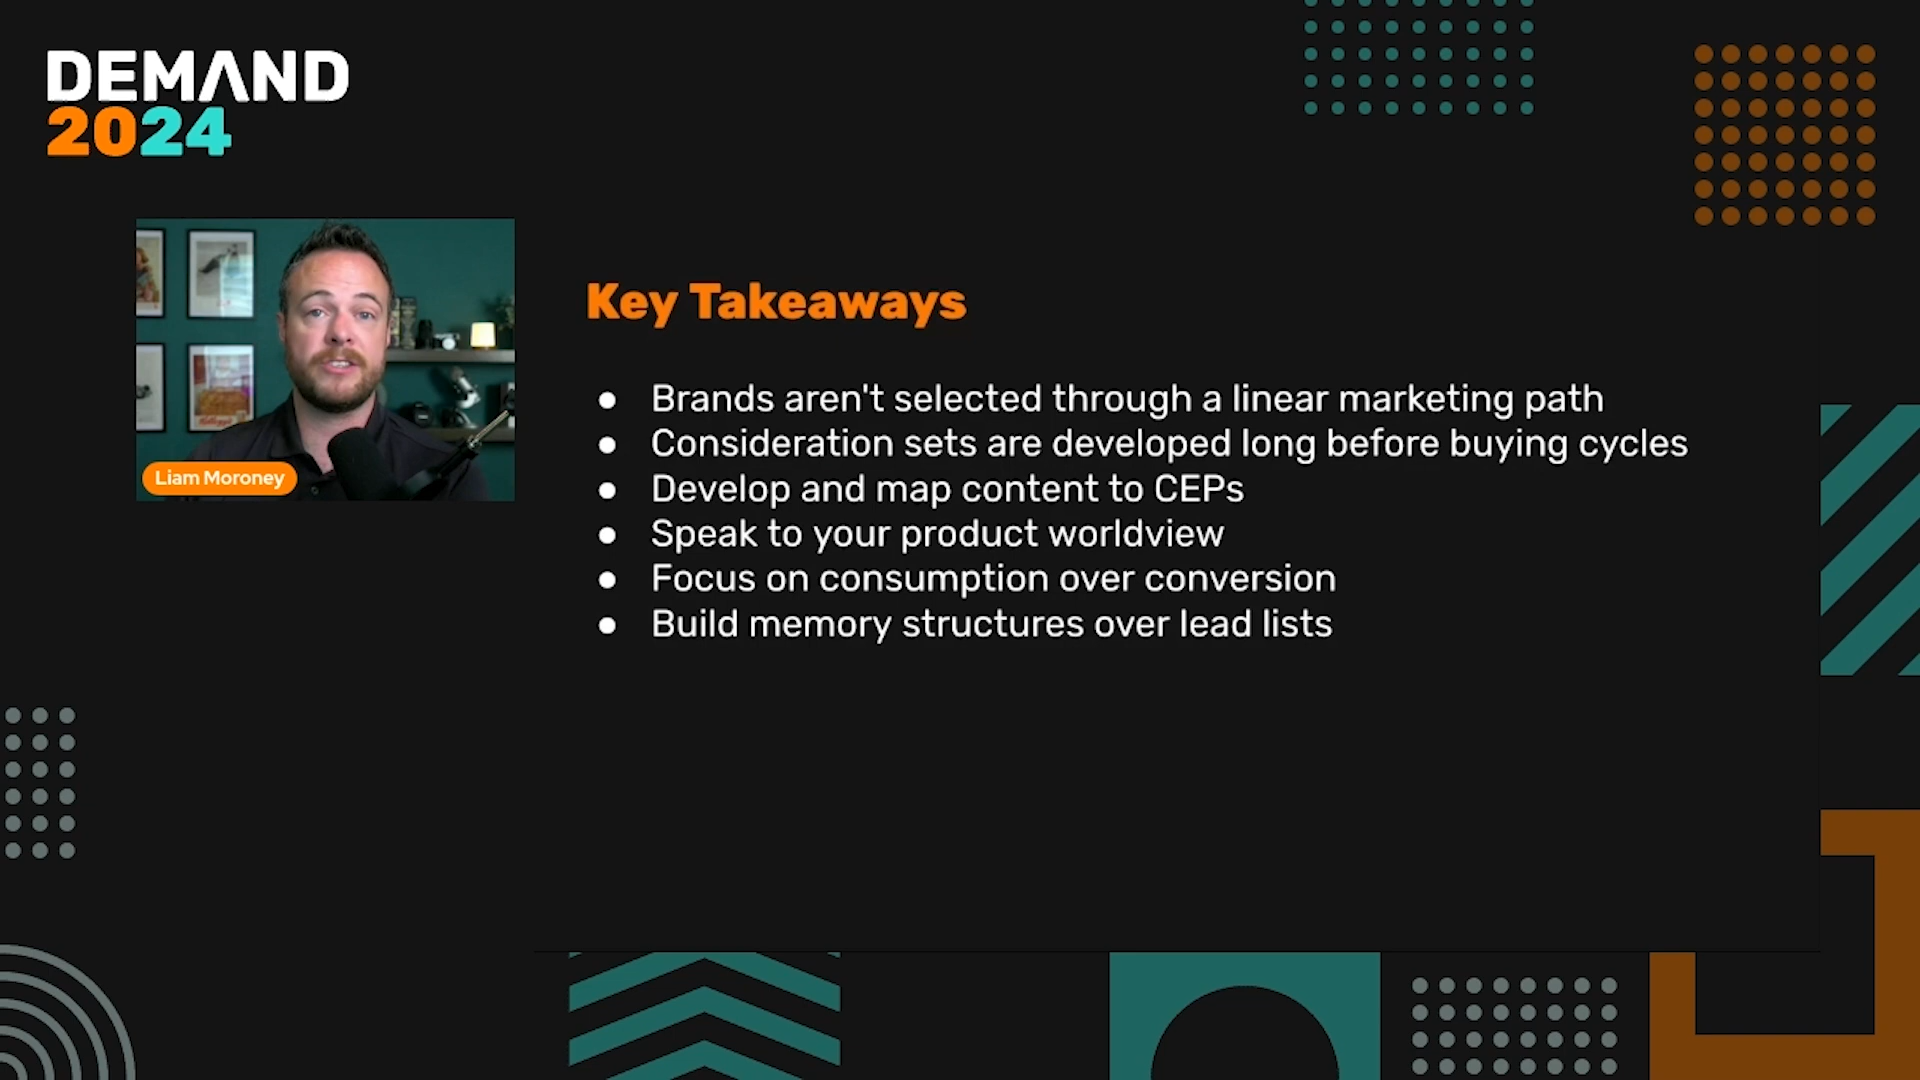 DEMAND
2024
Liam Moroney
Key Takeaways
● Brands aren't selected through a linear marketing path
● Consideration sets are developed long before buying cycles
● Develop and map content to CEPs
● Speak to your product worldview
● Focus on consumption over conversion
● Build memory structures over lead lists